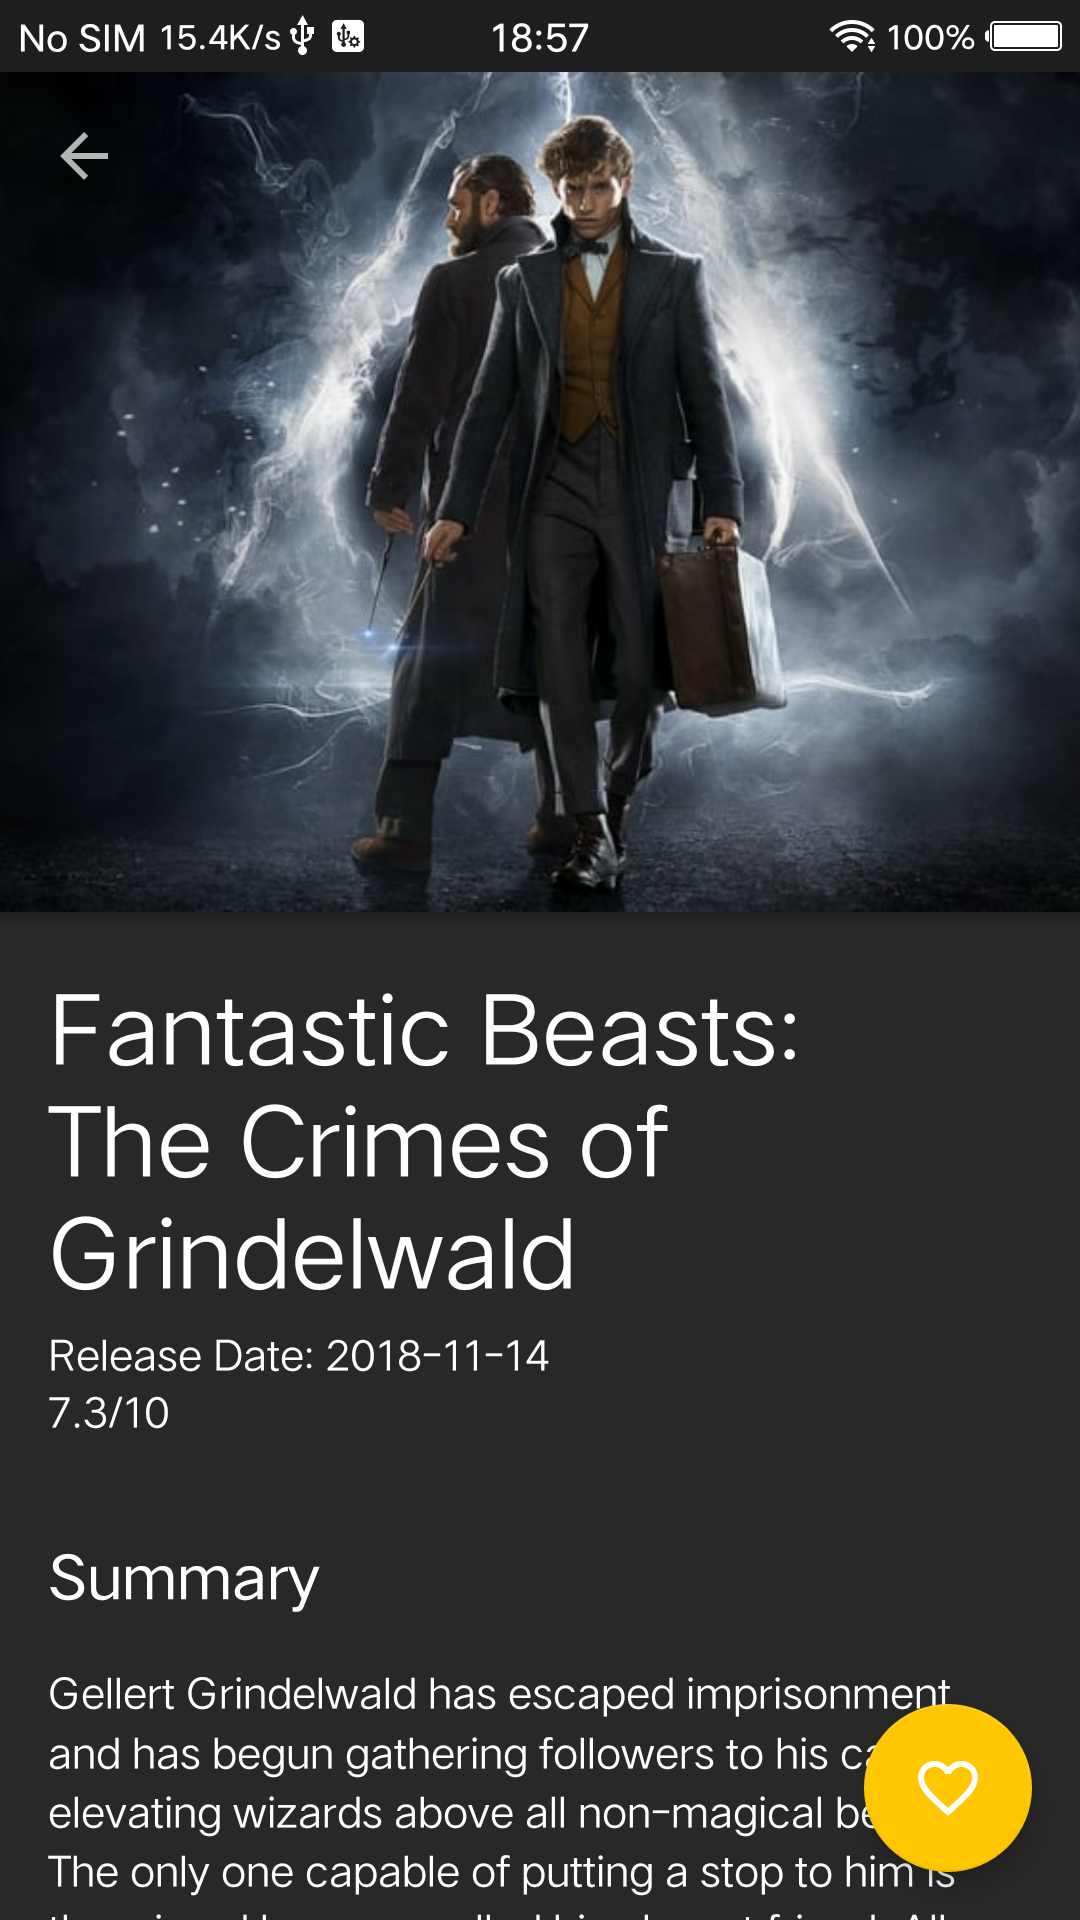 No SIM 15.4K/s 18:57 100%
Fantastic Beasts:
The Crimes of
Grindelwald
Release Date: 2018-11-14
7.3/10
Summary
Gellert Grindelwald has escaped imprisonment
and has begun gathering followers to his
elevating wizards above all non-magical
The only one capable of putting a stop to him is